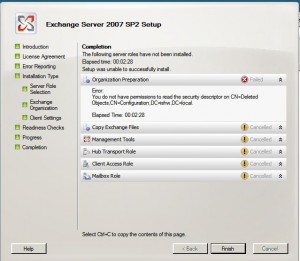 Exchange Server 2007 SP2 Setup
Introduction
License Agreement
Error Reporting
Installation Type
Server Role
Selection
Exchange
Organization
Client Settings
Readiness Checks
Progress
Completion
Completion
The following server roles have not been installed.
Elapsed time: 00:02:28
Setup was unable to successfully install.
Organization Preparation
Failed
Error:
You do not have permissions to read the security descriptor on CN=Deleted
Objects,CN=Configuration,DC=
Elapsed Time: 00:02:28
Copy Exchange Files
Cancelled
Management Tools
Cancelled
Hub Transport Role
Cancelled
Client Access Role
Cancelled
Mailbox Role
Cancelled
Select Ctrl+C to copy the contents of this page.
Help
< Back
Finish
Cancel